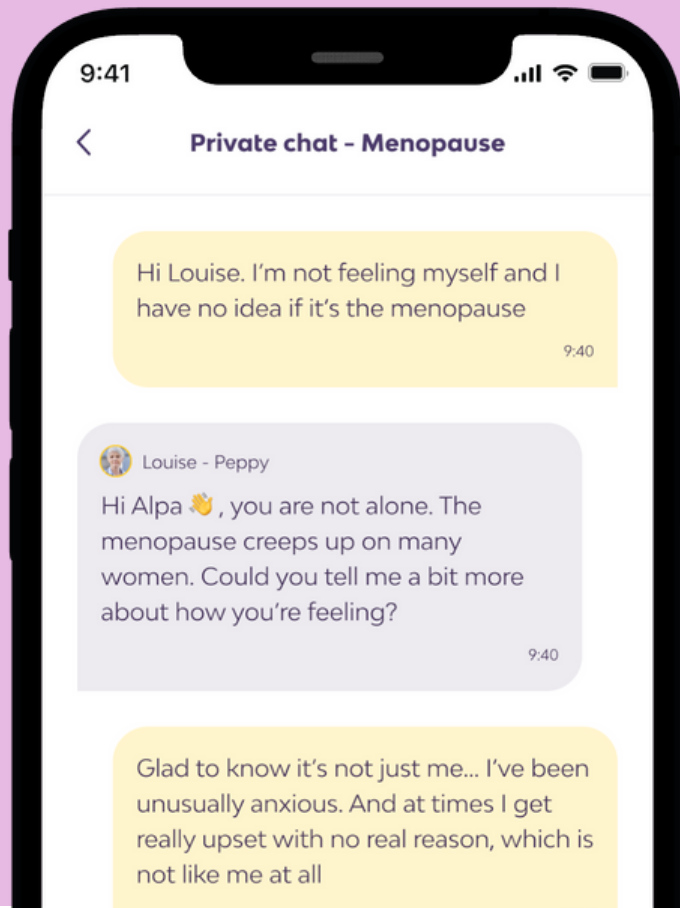 9:41
Private chat - Menopause
Hi Louise. I’m not feeling myself and I
have no idea if it’s the menopause
9:40
Louise - Peppy
Hi Alpa 👋 , you are not alone. The
menopause creeps up on many
women. Could you tell me a bit more
about how you’re feeling?
9:40
Glad to know it’s not just me... I’ve been
unusually anxious. And at times I get
really upset with no real reason, which is
not like me at all